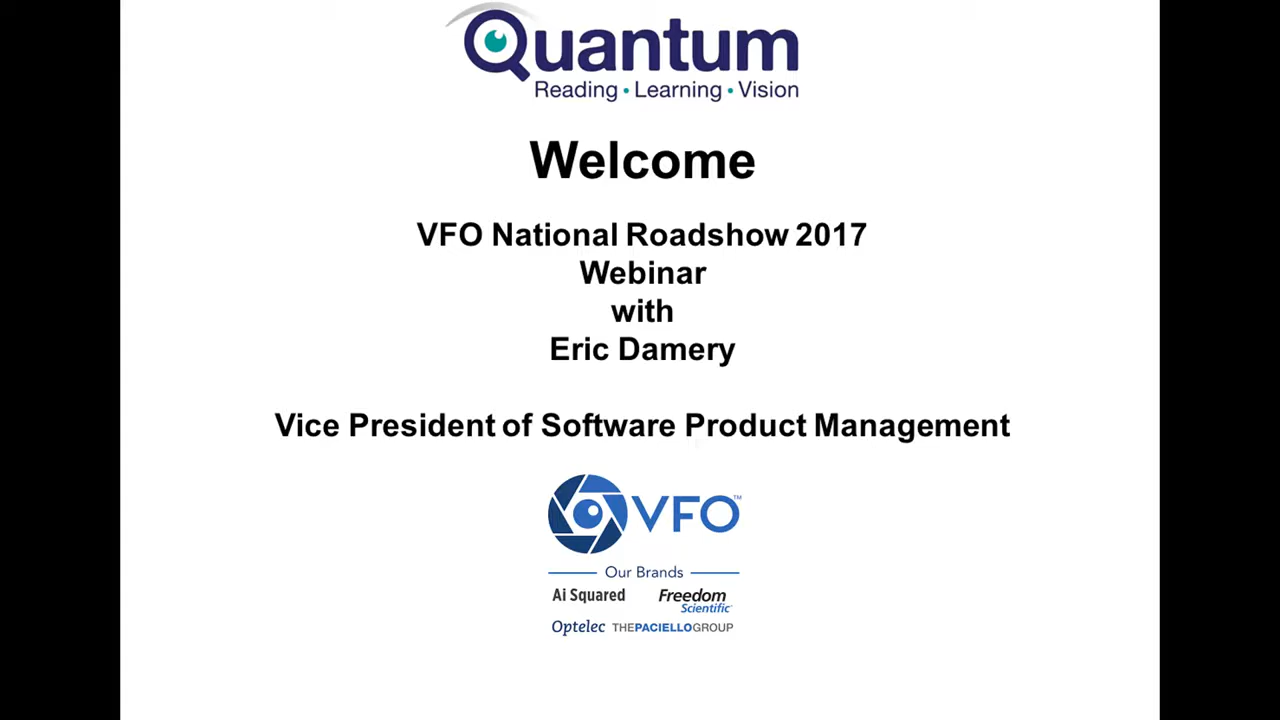 Quantum
Reading • Learning • Vision
Welcome
VFO National Roadshow 2017
Webinar
with
Eric Damery
Vice President of Software Product Management
VFO™
Our Brands
Ai Squared Freedom
Scientific
Optelec THEPACIELLOGROUP